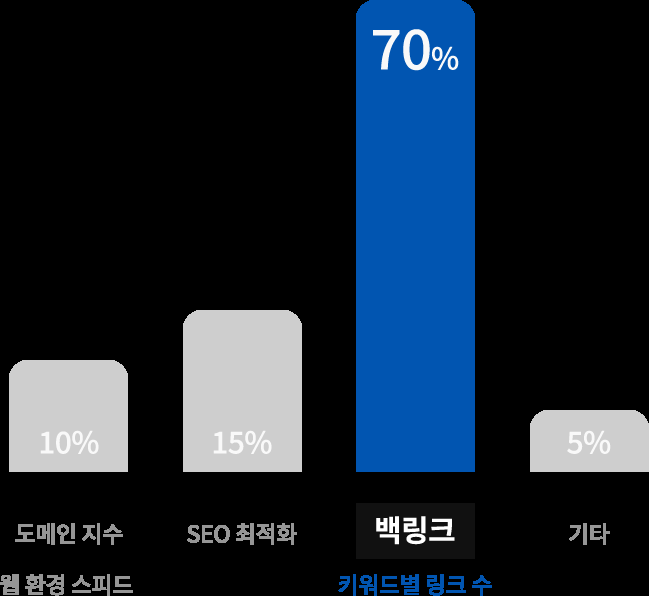 70%
10%
15%
5%
도메인 지수
SEO 최적화
백링크
기타
웹 환경 스피드
키워드별 링크 수